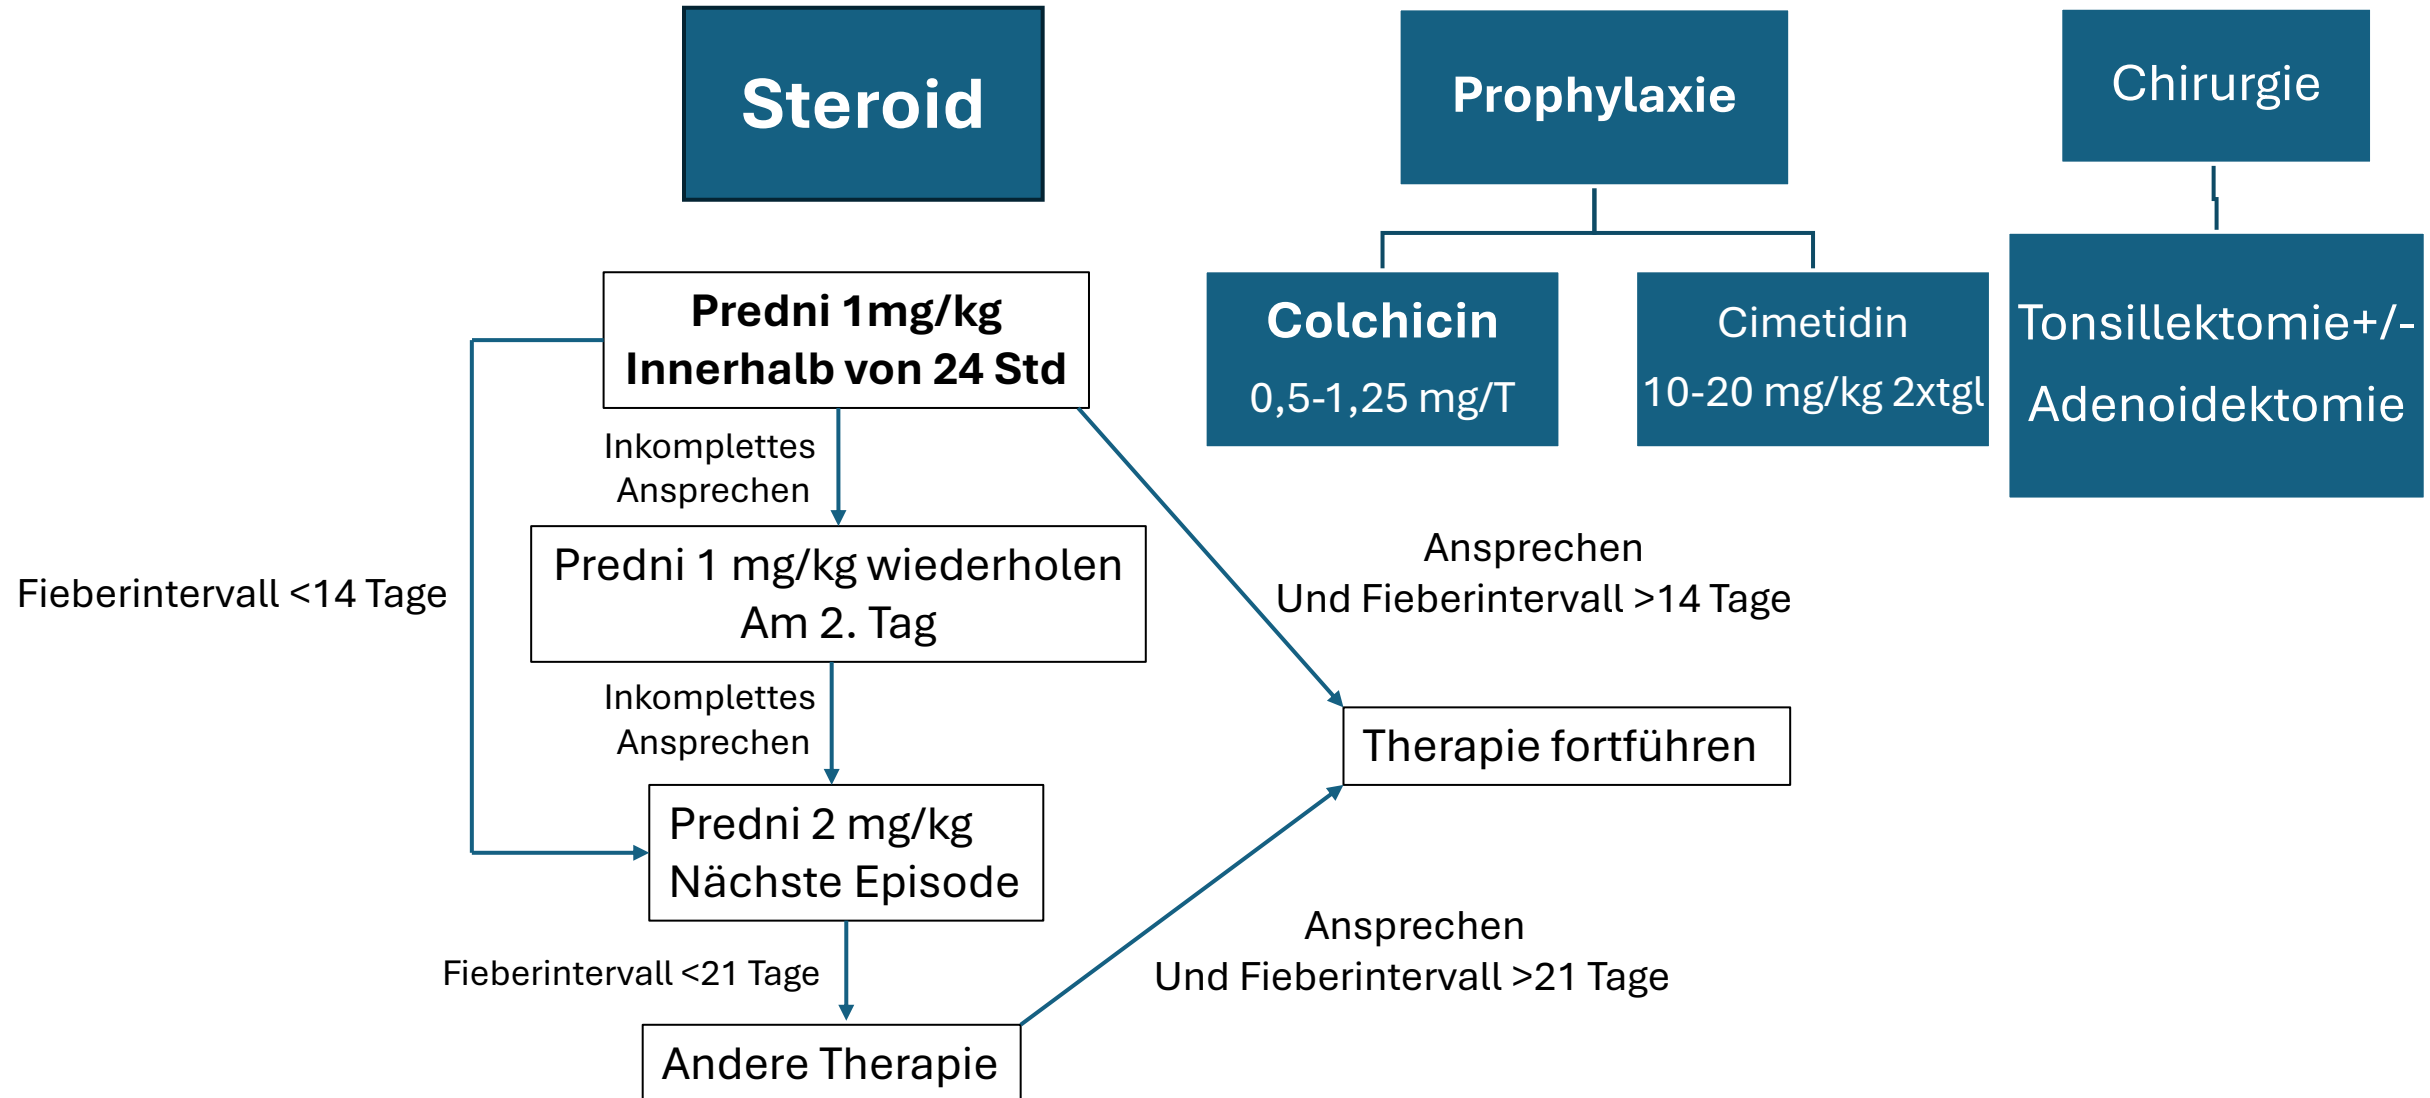 Steroid
Prophylaxie
Chirurgie
Predni 1mg/kg
Innerhalb von 24 Std
Colchicin
0,5-1,25 mg/T
Cimetidin
10-20 mg/kg 2xtgl
Tonsillektomie+/-
Adenoidektomie
Inkomplettes
Ansprechen
Predni 1 mg/kg wiederholen
Am 2. Tag
Fieberintervall <14 Tage
Ansprechen
Und Fieberintervall >14 Tage
Inkomplettes
Ansprechen
Therapie fortführen
Predni 2 mg/kg
Nächste Episode
Fieberintervall <21 Tage
Ansprechen
Und Fieberintervall >21 Tage
Andere Therapie